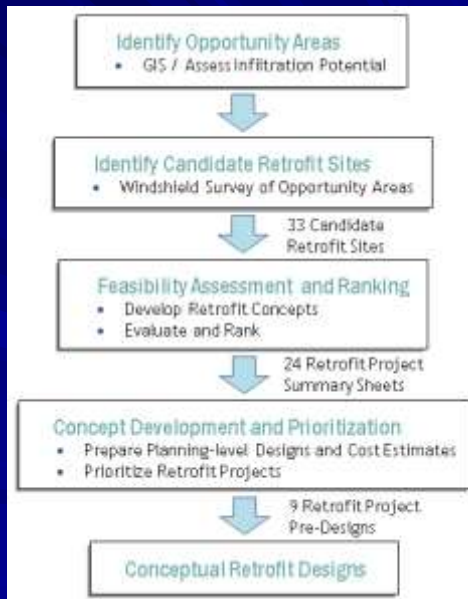 Identify Opportunity Areas
• GIS / Assess Infiltration Potential
Identify Candidate Retrofit Sites
• Windshield Survey of Opportunity Areas
33 Candidate
Retrofit Sites
Feasibility Assessment and Ranking
• Develop Retrofit Concepts
• Evaluate and Rank
24 Retrofit Project
Summary Sheets
Concept Development and Prioritization
• Prepare Planning-level Designs and Cost Estimates
• Prioritize Retrofit Projects
9 Retrofit Project
Pre-Designs
Conceptual Retrofit Designs